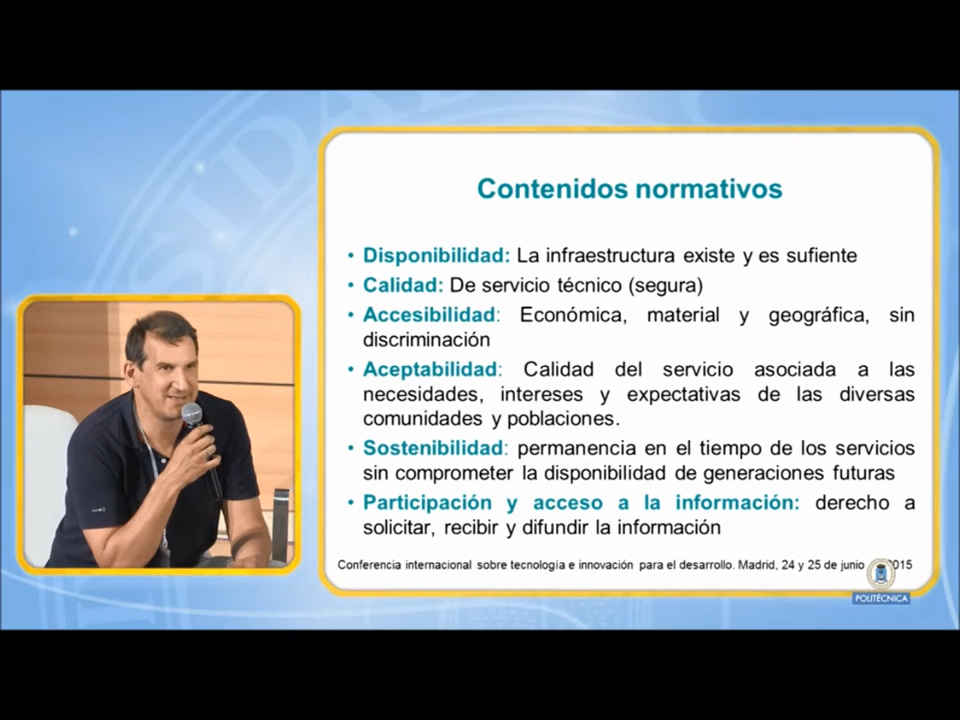 Contenidos normativos
• Disponibilidad: La infraestructura existe y es sufiente
• Calidad: De servicio técnico (segura)
• Accesibilidad: Económica, material y geográfica, sin
discriminación
• Aceptabilidad: Calidad del servicio asociada a las
necesidades, intereses y expectativas de las diversas
comunidades y poblaciones.
• Sostenibilidad: permanencia en el tiempo de los servicios
sin comprometer la disponibilidad de generaciones futuras
• Participación y acceso a la información: derecho a
solicitar, recibir y difundir la información
Conferencia internacional sobre tecnología e innovación para el desarrollo. Madrid, 24 y 25 de junio 015
POLITÉCNICA